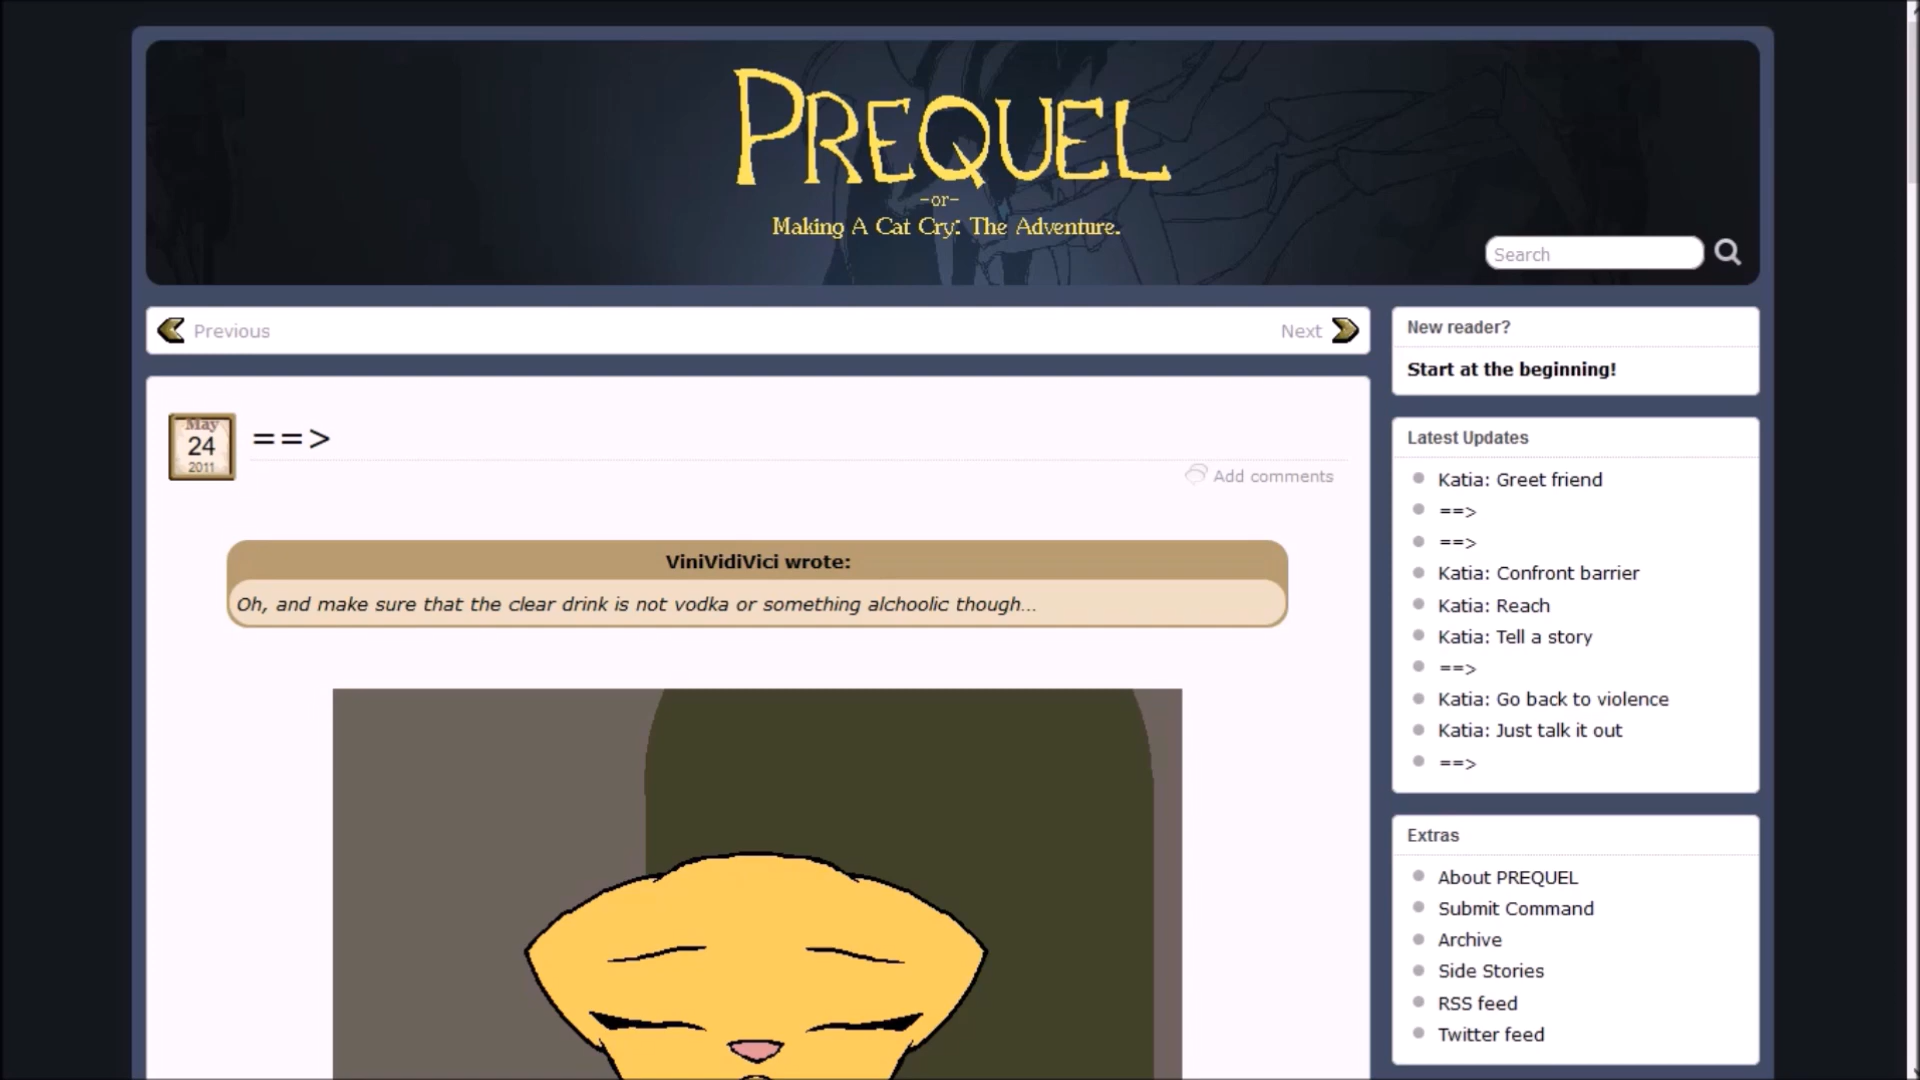 PREQUEL
-or-
Making A Cat Cry: The Adventure.
Search
Previous
Next
May
24
2011
==>
Add comments
ViniVidiVici wrote:
Oh, and make sure that the clear drink is not vodka or something alchoolic though...
New reader?
Start at the beginning!
Latest Updates
Katia: Greet friend
==>
==>
Katia: Confront barrier
Katia: Reach
Katia: Tell a story
==>
Katia: Go back to violence
Katia: Just talk it out
==>
Extras
About PREQUEL
Submit Command
Archive
Side Stories
RSS feed
Twitter feed